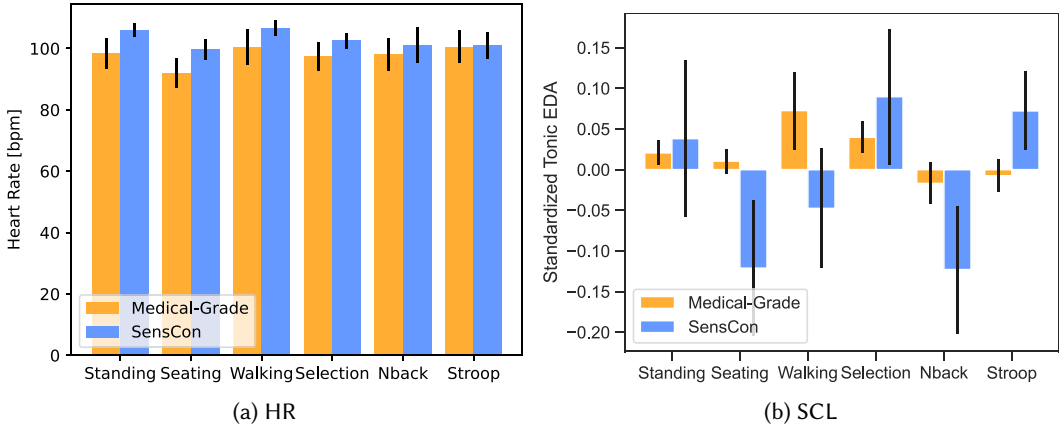 Heart Rate [bpm]
100
80
60
40
20
0
Medical-Grade
SensCon
Standing Seating Walking Selection Nback Stroop
(a) HR
Standardized Tonic EDA
0.15
0.10
0.05
0.00
−0.05
−0.10
−0.15
−0.20
Medical-Grade
SensCon
Standing Seating Walking Selection Nback Stroop
(b) SCL